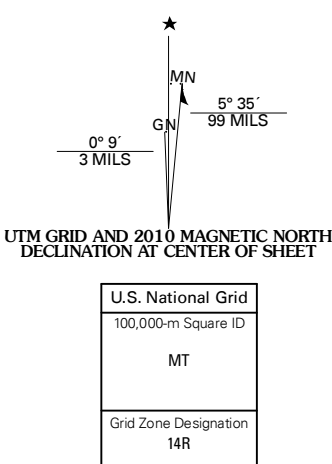 MN
5° 35´
99 MILS
GN
0° 9´
3 MILS
UTM GRID AND 2010 MAGNETIC NORTH
DECLINATION AT CENTER OF SHEET
U.S. National Grid
100,000-m Square ID
MT
Grid Zone Designation
14R